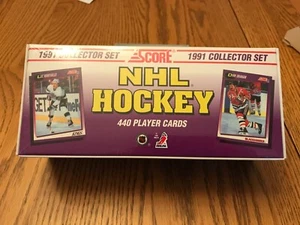 1991 COLLECTOR SET
SCORE
1991 COLLECTOR SET
NHL
HOCKEY
440 PLAYER CARDS